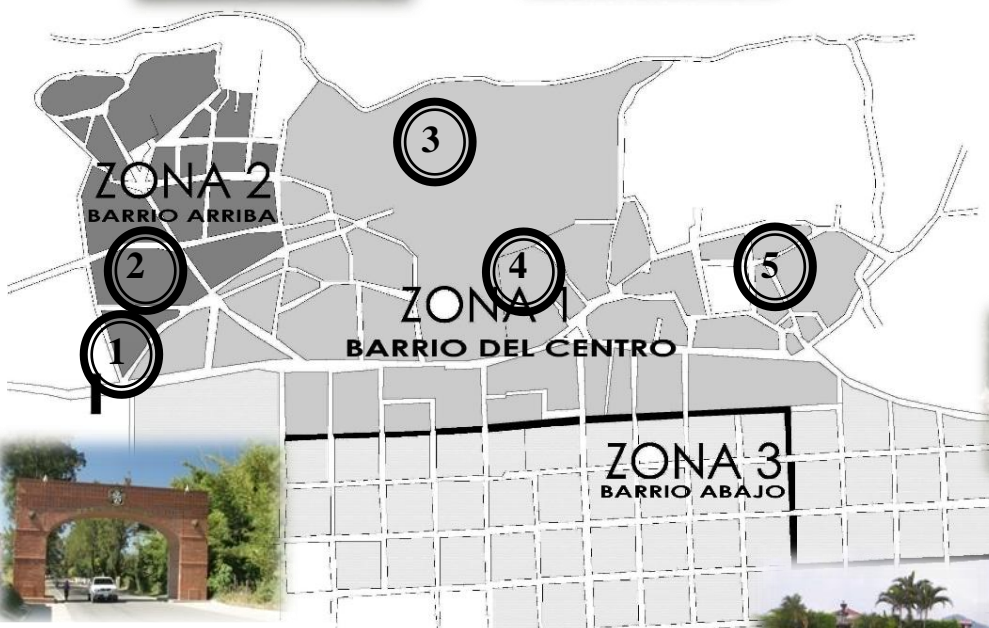 3
ZONA 2
BARRIO ARRIBA
2
4
5
ZONA 1
BARRIO DEL CENTRO
1
ZONA 3
BARRIO ABAJO